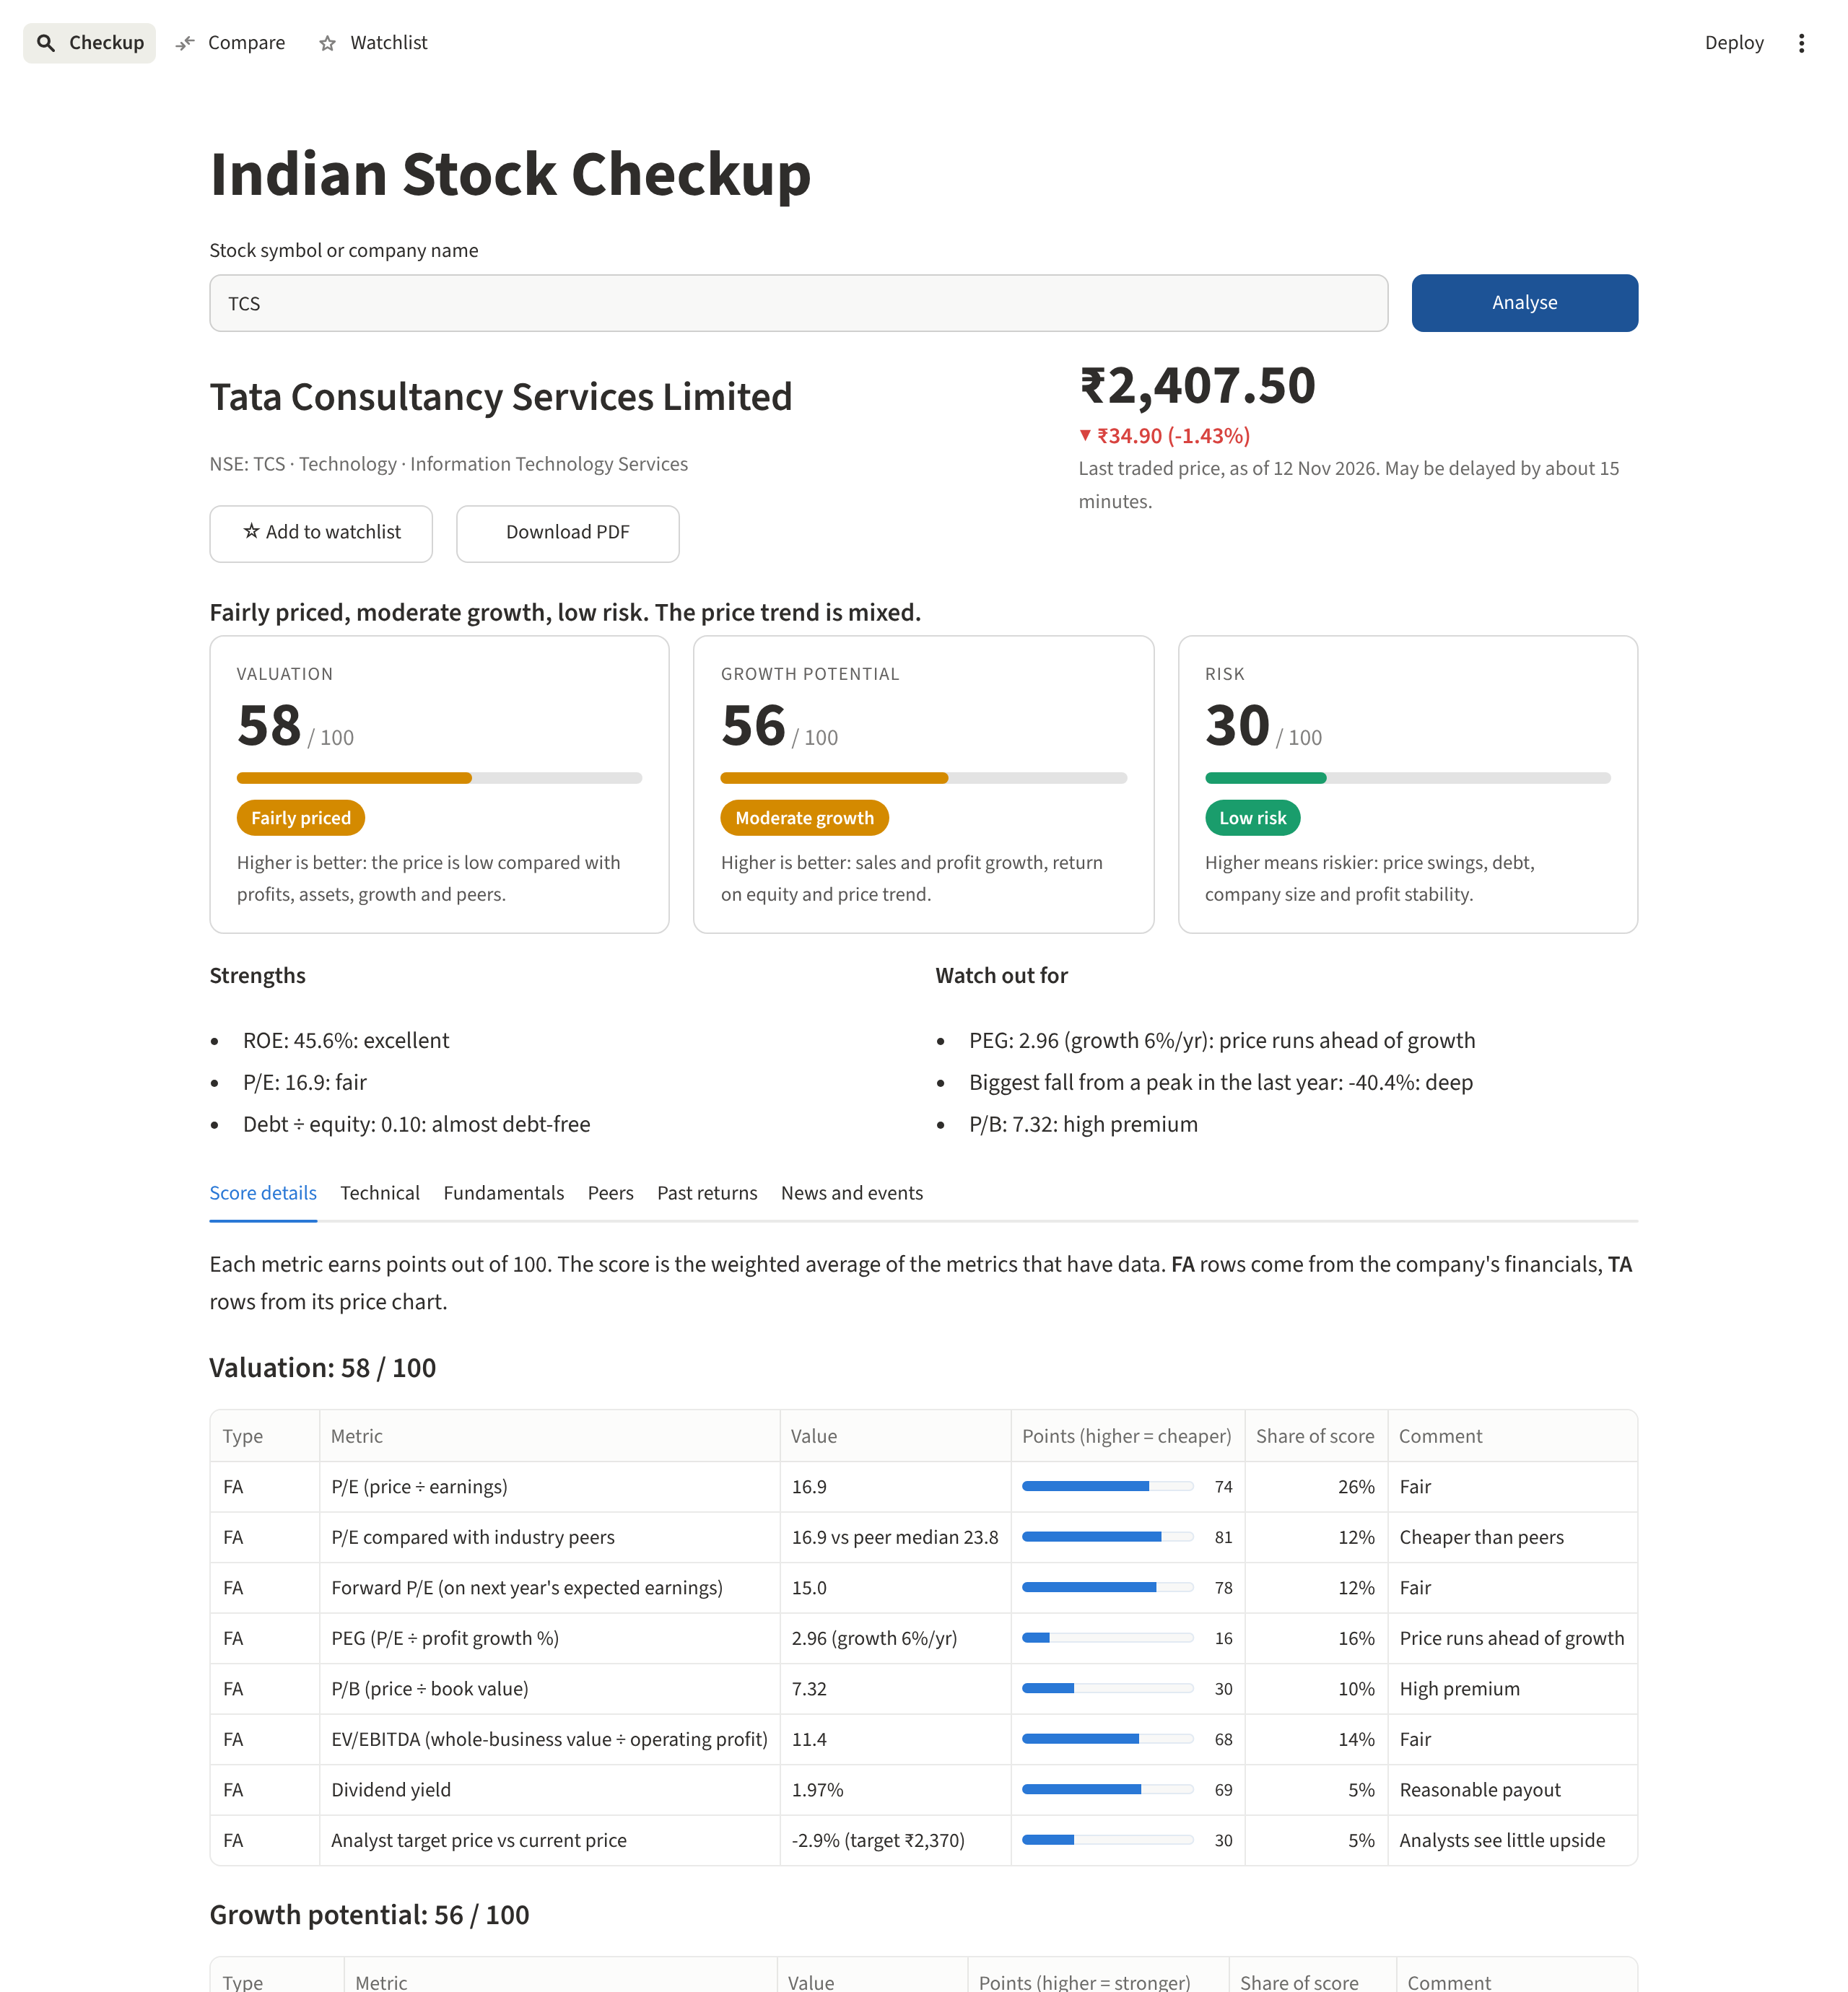 Checkup Compare Watchlist Deploy
Indian Stock Checkup
Stock symbol or company name
TCS
Analyse
Tata Consultancy Services Limited
NSE: TCS · Technology · Information Technology Services
☆ Add to watchlist
Download PDF
₹2,407.50
▼ ₹34.90 (-1.43%)
Last traded price, as of 12 Nov 2026. May be delayed by about 15
minutes.
Fairly priced, moderate growth, low risk. The price trend is mixed.
VALUATION
58 / 100
Fairly priced
Higher is better: the price is low compared with
profits, assets, growth and peers.
GROWTH POTENTIAL
56 / 100
Moderate growth
Higher is better: sales and profit growth, return
on equity and price trend.
RISK
30 / 100
Low risk
Higher means riskier: price swings, debt,
company size and profit stability.
Strengths
• ROE: 45.6%: excellent
• P/E: 16.9: fair
• Debt ÷ equity: 0.10: almost debt-free
Watch out for
• PEG: 2.96 (growth 6%/yr): price runs ahead of growth
• Biggest fall from a peak in the last year: -40.4%: deep
• P/B: 7.32: high premium
Score details Technical Fundamentals Peers Past returns News and events
Each metric earns points out of 100. The score is the weighted average of the metrics that have data. FA rows come from the company's financials, TA
rows from its price chart.
Valuation: 58 / 100
Type Metric Value Points (higher = cheaper) Share of score Comment
FA P/E (price ÷ earnings) 16.9 74 26% Fair
FA P/E compared with industry peers 16.9 vs peer median 23.8 81 12% Cheaper than peers
FA Forward P/E (on next year's expected earnings) 15.0 78 12% Fair
FA PEG (P/E ÷ profit growth %) 2.96 (growth 6%/yr) 16 16% Price runs ahead of growth
FA P/B (price ÷ book value) 7.32 30 10% High premium
FA EV/EBITDA (whole-business value ÷ operating profit) 11.4 68 14% Fair
FA Dividend yield 1.97% 69 5% Reasonable payout
FA Analyst target price vs current price -2.9% (target ₹2,370) 30 5% Analysts see little upside
Growth potential: 56 / 100
Type Metric Value Points (higher = stronger) Share of score Comment